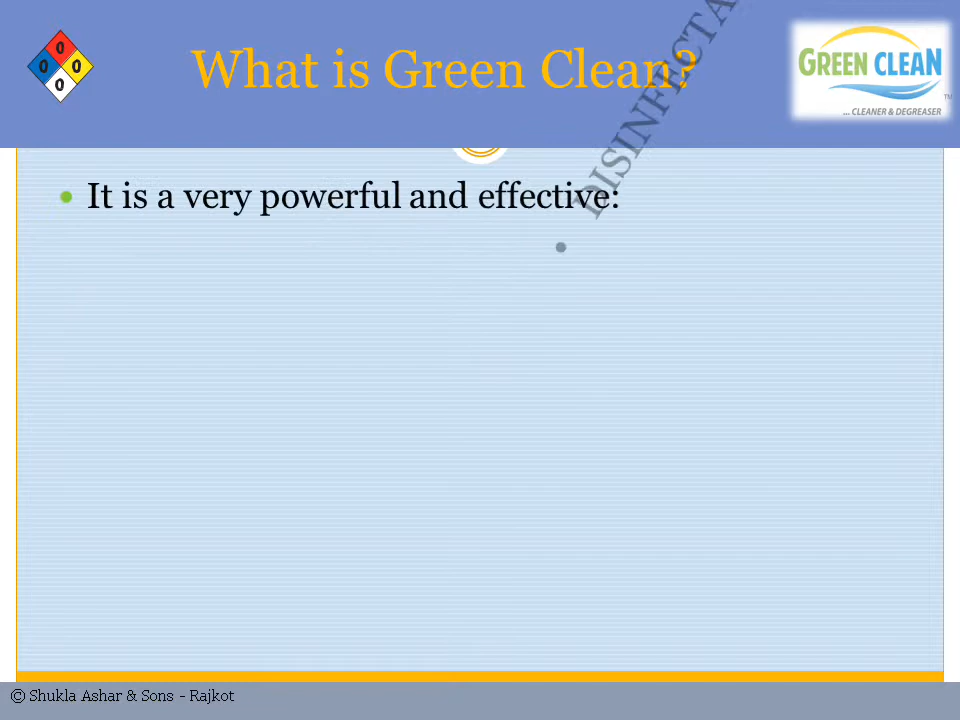 What is Green Clean?
0
0 0
0
GREEN CLEAN
TM
... CLEANER & DEGREASER
• It is a very powerful and effective:
• DISINFECTA
© Shukla Ashar & Sons - Rajkot